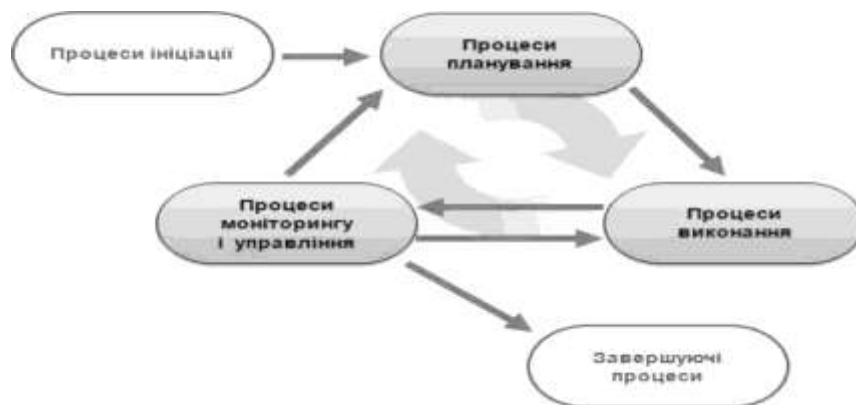 Процеси ініціації
Процеси
планування
Процеси
моніторингу
і управління
Процеси
виконання
Завершуючі
процеси